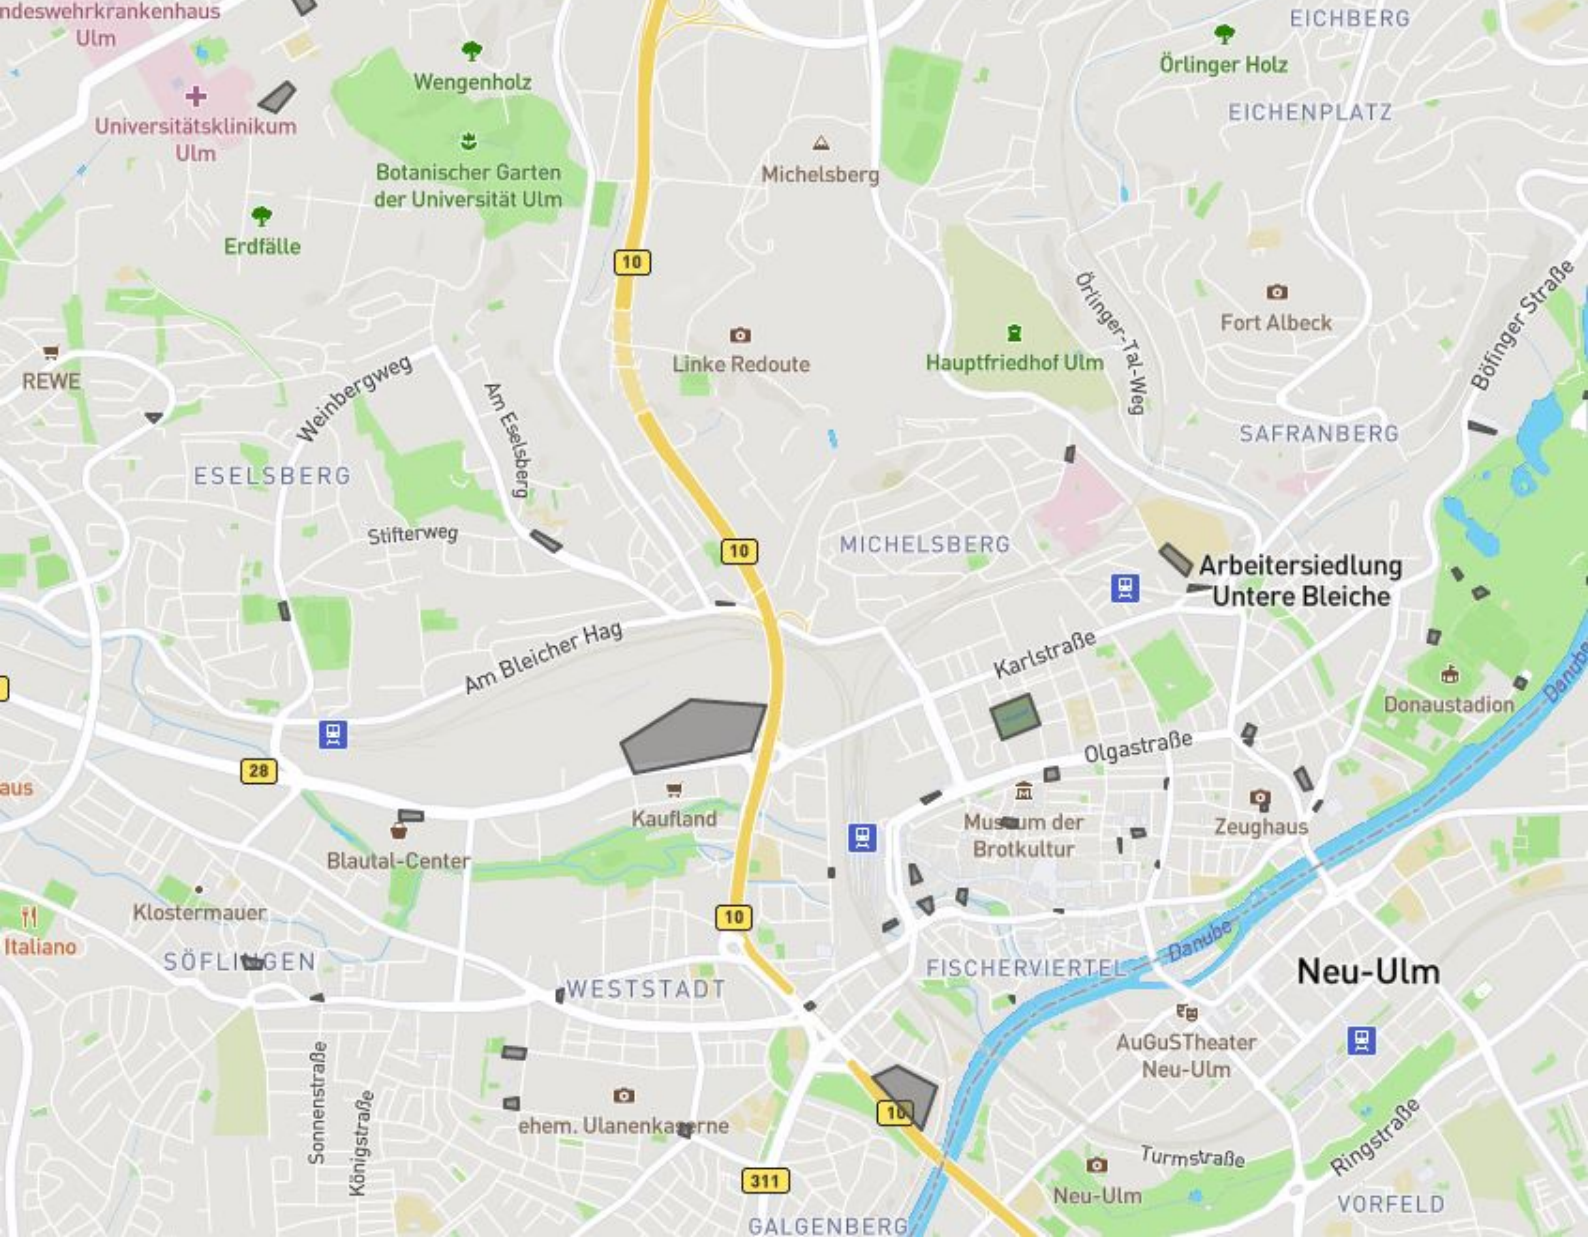 ndeswehrkrankenhaus
Ulm
EICHBERG
Wengenholz
Örlinger Holz
EICHENPLATZ
Universitätsklinikum
Ulm
Botanischer Garten
der Universität Ulm
Michelsberg
Erdfälle
10
Örlinger-Tal-Weg
Fort Albeck
Böfinger Straße
REWE
Linke Redoute
Hauptfriedhof Ulm
Weinbergweg
Am Eselsberg
SAFRANBERG
ESELSBERG
Stifterweg
10
MICHELSBERG
Arbeitersiedlung
Untere Bleiche
Am Bleicher Hag
Karlstraße
Danube
Donaustadion
Olgastraße
28
aus
Kaufland
Museum der
Brotkultur
Zeughaus
Blautal-Center
Klostermauer
Italiano
10
Danube
SÖFLINGEN
WESTSTADT
FISCHERVIERTEL
Neu-Ulm
AuGuSTheater
Neu-Ulm
Sonnenstraße
Königstraße
ehem. Ulanenkaserne
10
Turmstraße
Ringstraße
311
Neu-Ulm
VORFELD
GALGENBERG